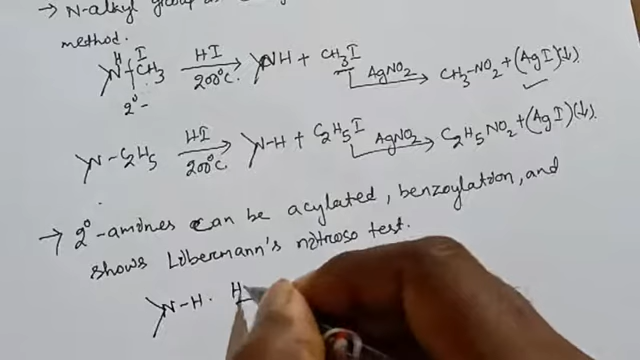 → N-alkyl group
method.
H I
N CH3 HI 200°C. NH + CH3I AgNO2 CH3-NO2 + (AgI)(↓)
2°-
N-C2H5 HI 200°C N-H + C2H5I AgNO2 C2H5NO2 + (AgI)(↓).
→ 2°-amines can be acylated, benzoylation, and
shows Libermann's nitroso test.
N-H. H